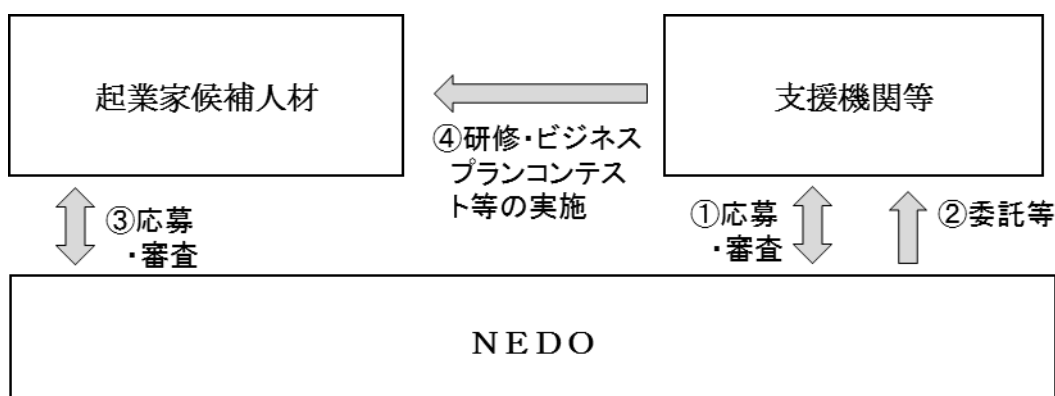 起業家候補人材
支援機関等
④研修・ビジネス
プランコンテス
ト等の実施
③応募
・審査
①応募
・審査
②委託等
NEDO